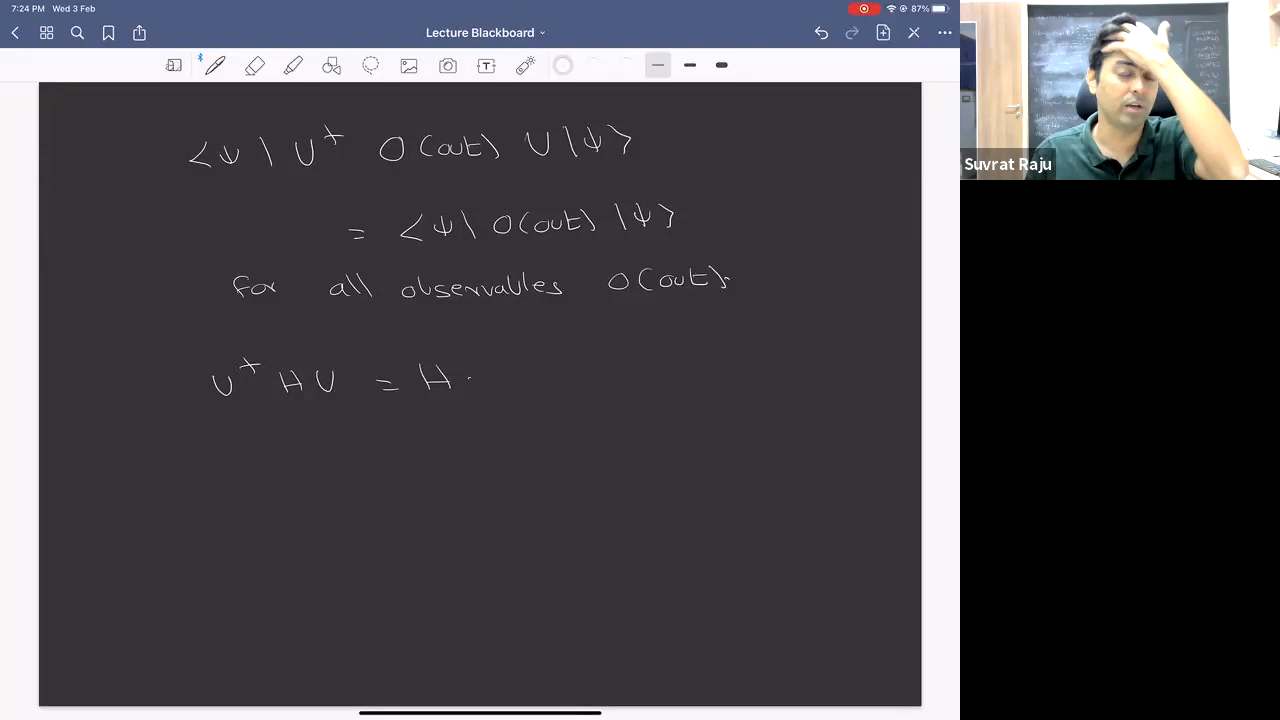 7:24 PM Wed 3 Feb
87%
Lecture Blackboard
T
<ψ| U† O(out) U|ψ>
= <ψ| O(out) |ψ>
for all observables O(out).
U† H U = H.
Suvrat Raju